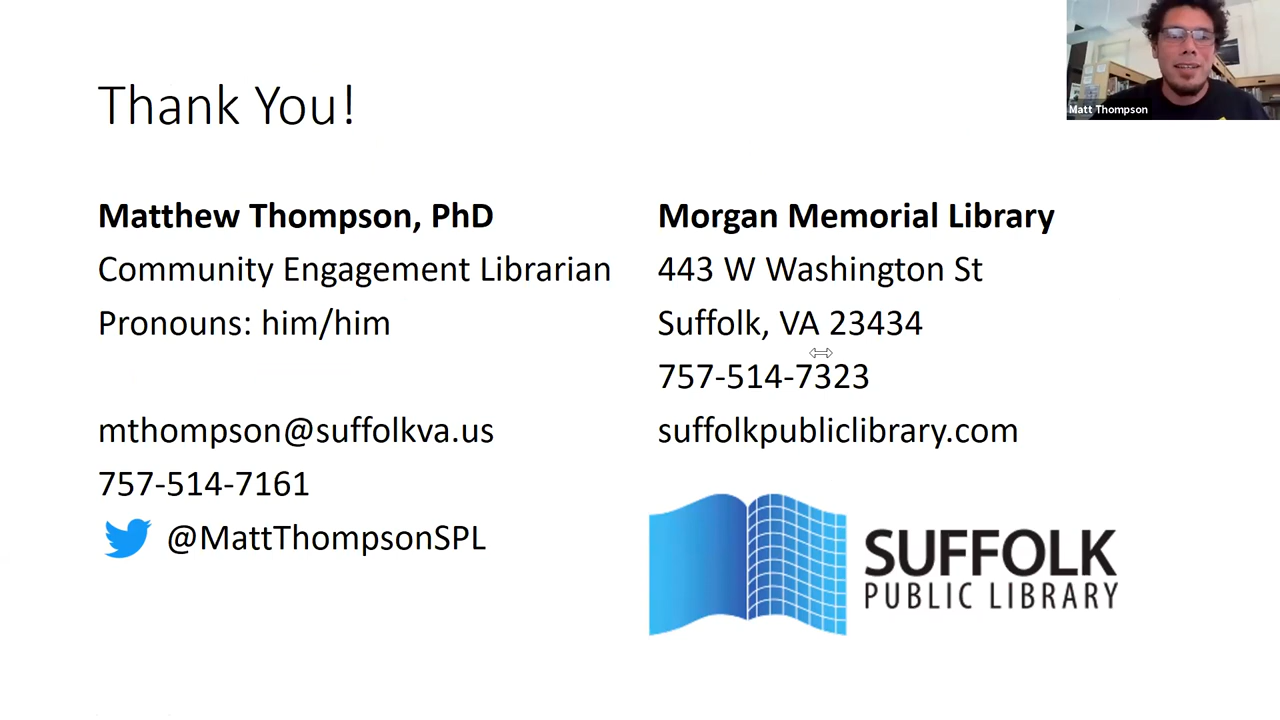 Thank You!
Matt Thompson
Matthew Thompson, PhD
Community Engagement Librarian
Pronouns: him/him
mthompson@suffolkva.us
757-514-7161
@MattThompsonSPL
Morgan Memorial Library
443 W Washington St
Suffolk, VA 23434
757-514-7323
suffolkpubliclibrary.com
SUFFOLK
PUBLIC LIBRARY